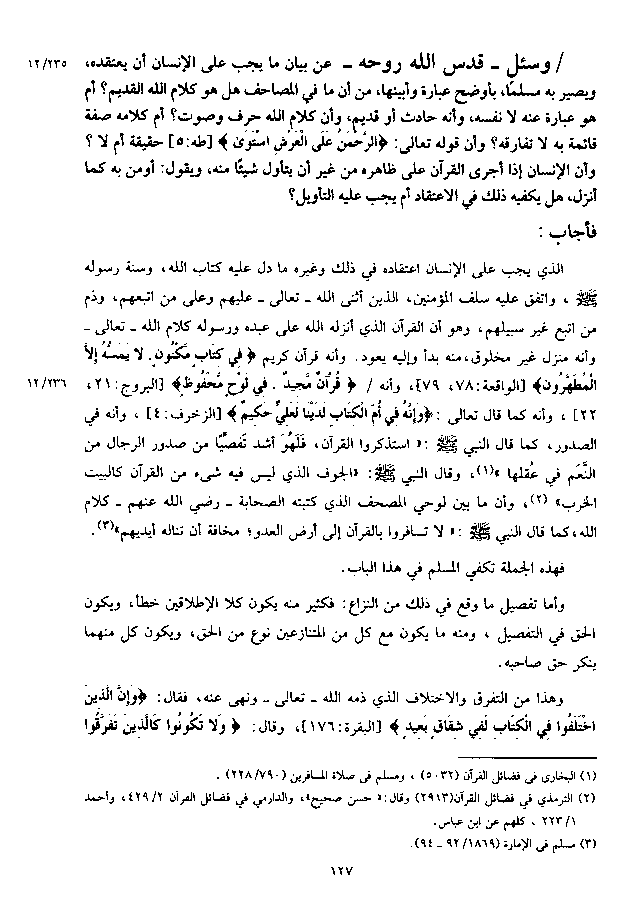 / وسئل ـ قدس الله روحه ـ عن بيان ما يجب على الإنسان أن يعتقده، ١٢/٢٣٥
ويصير به مسلمًا، بأوضح عبارة وأبينها، من أن ما في المصاحف هل هو كلام الله القديم؟ أم
هو عبارة عنه لا نفسه، وأنه حادث أو قديم، وأن كلام الله حرف وصوت؟ أم كلامه صفة
قائمة به لا تفارقه؟ وأن قوله تعالى: ﴿الرَّحْمَنُ عَلَى الْعَرْشِ اسْتَوَى ﴾ [طه:٥] حقيقة أم لا ؟
وأن الإنسان إذا أجرى القرآن على ظاهره من غير أن يتأول شيئًا منه، ويقول: أومن به كما
أنزل، هل يكفيه ذلك في الاعتقاد أم يجب عليه التأويل؟
فأجاب :
الذي يجب على الإنسان اعتقاده في ذلك وغيره ما دل عليه كتاب الله، وسنة رسوله
ﷺ ، واتفق عليه سلف المؤمنين، الذين أثنى الله ـ تعالى ـ عليهم وعلى من اتبعهم، وذم
من اتبع غير سبيلهم، وهو أن القرآن الذي أنزله الله على عبده ورسوله كلام الله ـ تعالى ـ
وأنه منزل غير مخلوق،منه بدأ وإليه يعود. وأنه قرآن كريم ﴿ فِي كِتَابٍ مَكْنُونٍ. لا يَمَسُّهُ إِلاَّ
الْمُطَهَّرُونَ﴾ [الواقعة:٧٨، ٧٩]، وأنه / ﴿ قُرْآنٌ مَّجِيدٌ . فِي لَوْحٍ مَّحْفُوظٍ﴾ [البروج:٢١، ١٢/٢٣٦
٢٢] ، وأنه كما قال تعالى :﴿وَإِنَّهُ فِي أُمِّ الْكِتَابِ لَدَيْنَا لَعَلِيٌّ حَكِيمٌ ﴾ [الزخرف:٤] ، وأنه في
الصدور، كما قال النبي ﷺ :« استذكروا القرآن، فَلَهُوَ أشد تَفَصِّيًا من صدور الرجال من
النَّعَم في عُقلها »(١)، وقال النبي ﷺ: «الجوف الذي ليس فيه شيء من القرآن كالبيت
الخرب» (٢)، وأن ما بين لوحي المصحف الذي كتبته الصحابة ـ رضي الله عنهم ـ كلام
الله،كما قال النبي ﷺ :« لا تسافروا بالقرآن إلى أرض العدو؛ مخافة أن تناله أيديهم»(٣).
فهذه الجملة تكفي المسلم في هذا الباب.
وأما تفصيل ما وقع في ذلك من النزاع: فكثير منه يكون كلا الإطلاقين خطأ، ويكون
الحق في التفصيل ، ومنه ما يكون مع كل من المتنازعين نوع من الحق، ويكون كل منهما
ينكر حق صاحبه.
وهذا من التفرق والاختلاف الذي ذمه الله ـ تعالى ـ ونهى عنه، فقال: ﴿وَإِنَّ الَّذِينَ
اخْتَلَفُوا فِي الْكِتَابِ لَفِي شِقَاقٍ بَعِيدٍ ﴾ [البقرة:١٧٦]، وقال: ﴿ وَلا تَكُونُوا كَالَّذِينَ تَفَرَّقُوا
(١) البخارى فى فضائل القرآن (٥٠٣٢) ، ومسلم فى صلاة المسافرين (٢٢٨/٧٩٠) .
(٢) الترمذي في فضائل القرآن(٢٩١٣) وقال:« حسن صحيح»، والدارمي في فضائل القرآن ٤٢٩/٢، وأحمد
٢٢٣/١ ، كلهم عن ابن عباس.
(٣) مسلم فى الإمارة (٩٢/١٨٦٩ ـ ٩٤).
١٢٧